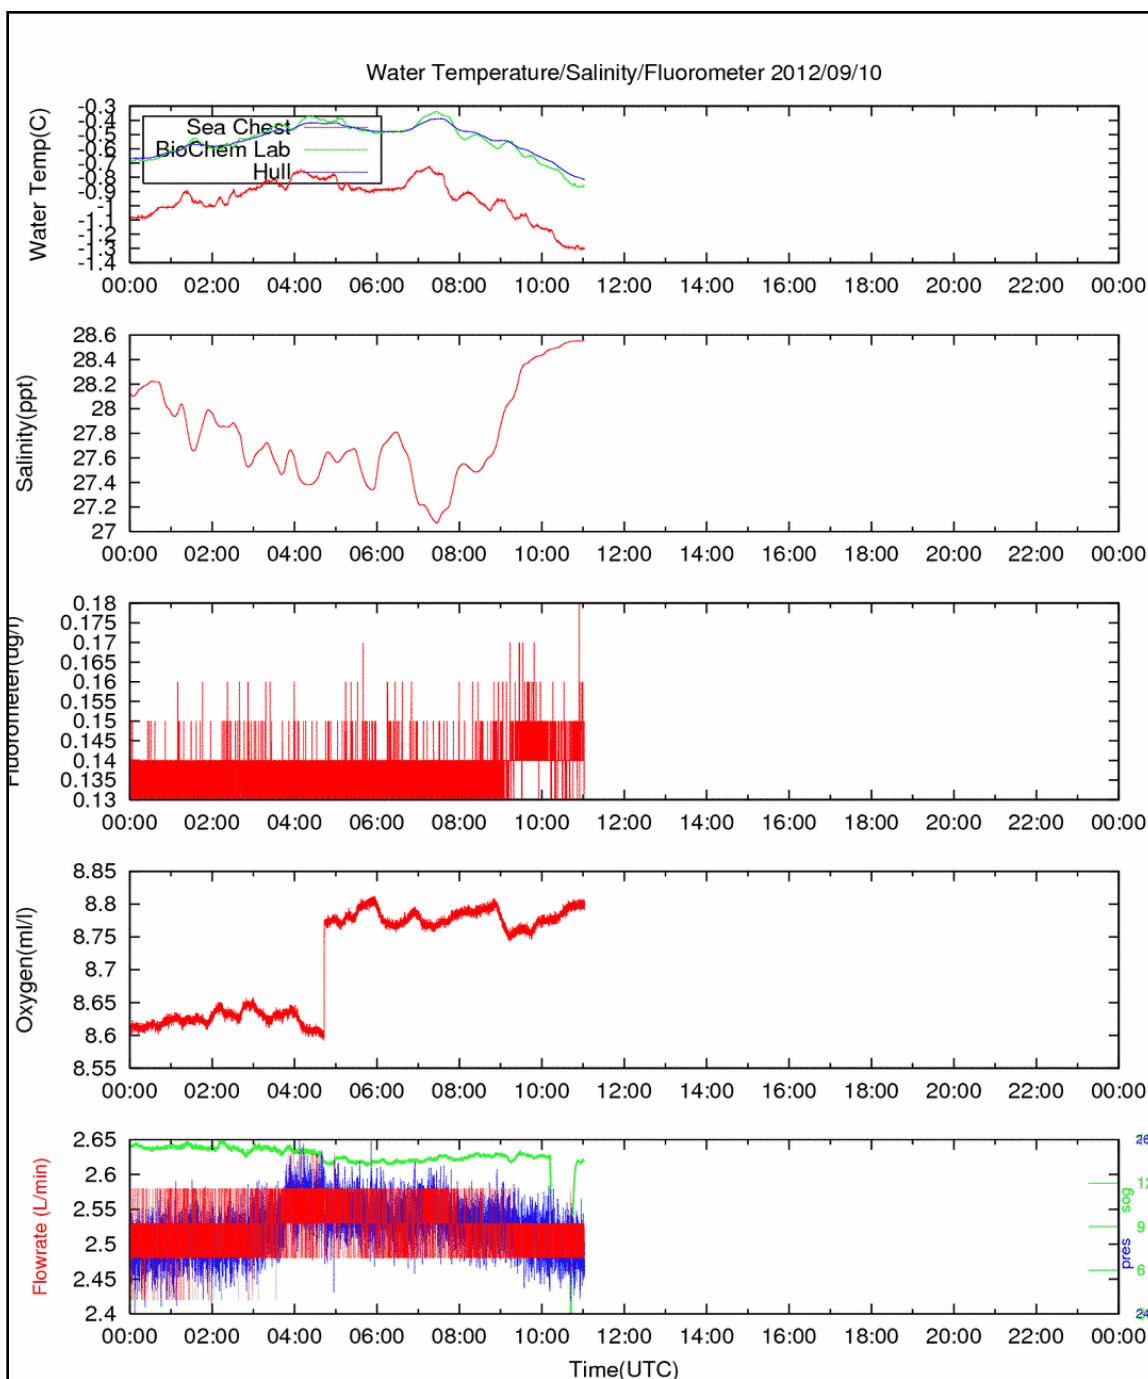 Water Temperature/Salinity/Fluorometer 2012/09/10
Water Temp(C)
-0.3
-0.4
-0.5
-0.6
-0.7
-0.8
-0.9
-1
-1.1
-1.2
-1.3
-1.4
Sea Chest
BioChem Lab
Hull
00:00 02:00 04:00 06:00 08:00 10:00 12:00 14:00 16:00 18:00 20:00 22:00 00:00
Salinity(ppt)
28.6
28.4
28.2
28
27.8
27.6
27.4
27.2
27
00:00 02:00 04:00 06:00 08:00 10:00 12:00 14:00 16:00 18:00 20:00 22:00 00:00
Fluorometer(ug/l)
0.18
0.175
0.17
0.165
0.16
0.155
0.15
0.145
0.14
0.135
0.13
00:00 02:00 04:00 06:00 08:00 10:00 12:00 14:00 16:00 18:00 20:00 22:00 00:00
Oxygen(ml/l)
8.85
8.8
8.75
8.7
8.65
8.6
8.55
00:00 02:00 04:00 06:00 08:00 10:00 12:00 14:00 16:00 18:00 20:00 22:00 00:00
Flowrate (L/min)
2.65
2.6
2.55
2.5
2.45
2.4
12
9
6
sog
pres
00:00 02:00 04:00 06:00 08:00 10:00 12:00 14:00 16:00 18:00 20:00 22:00 00:00
Time(UTC)